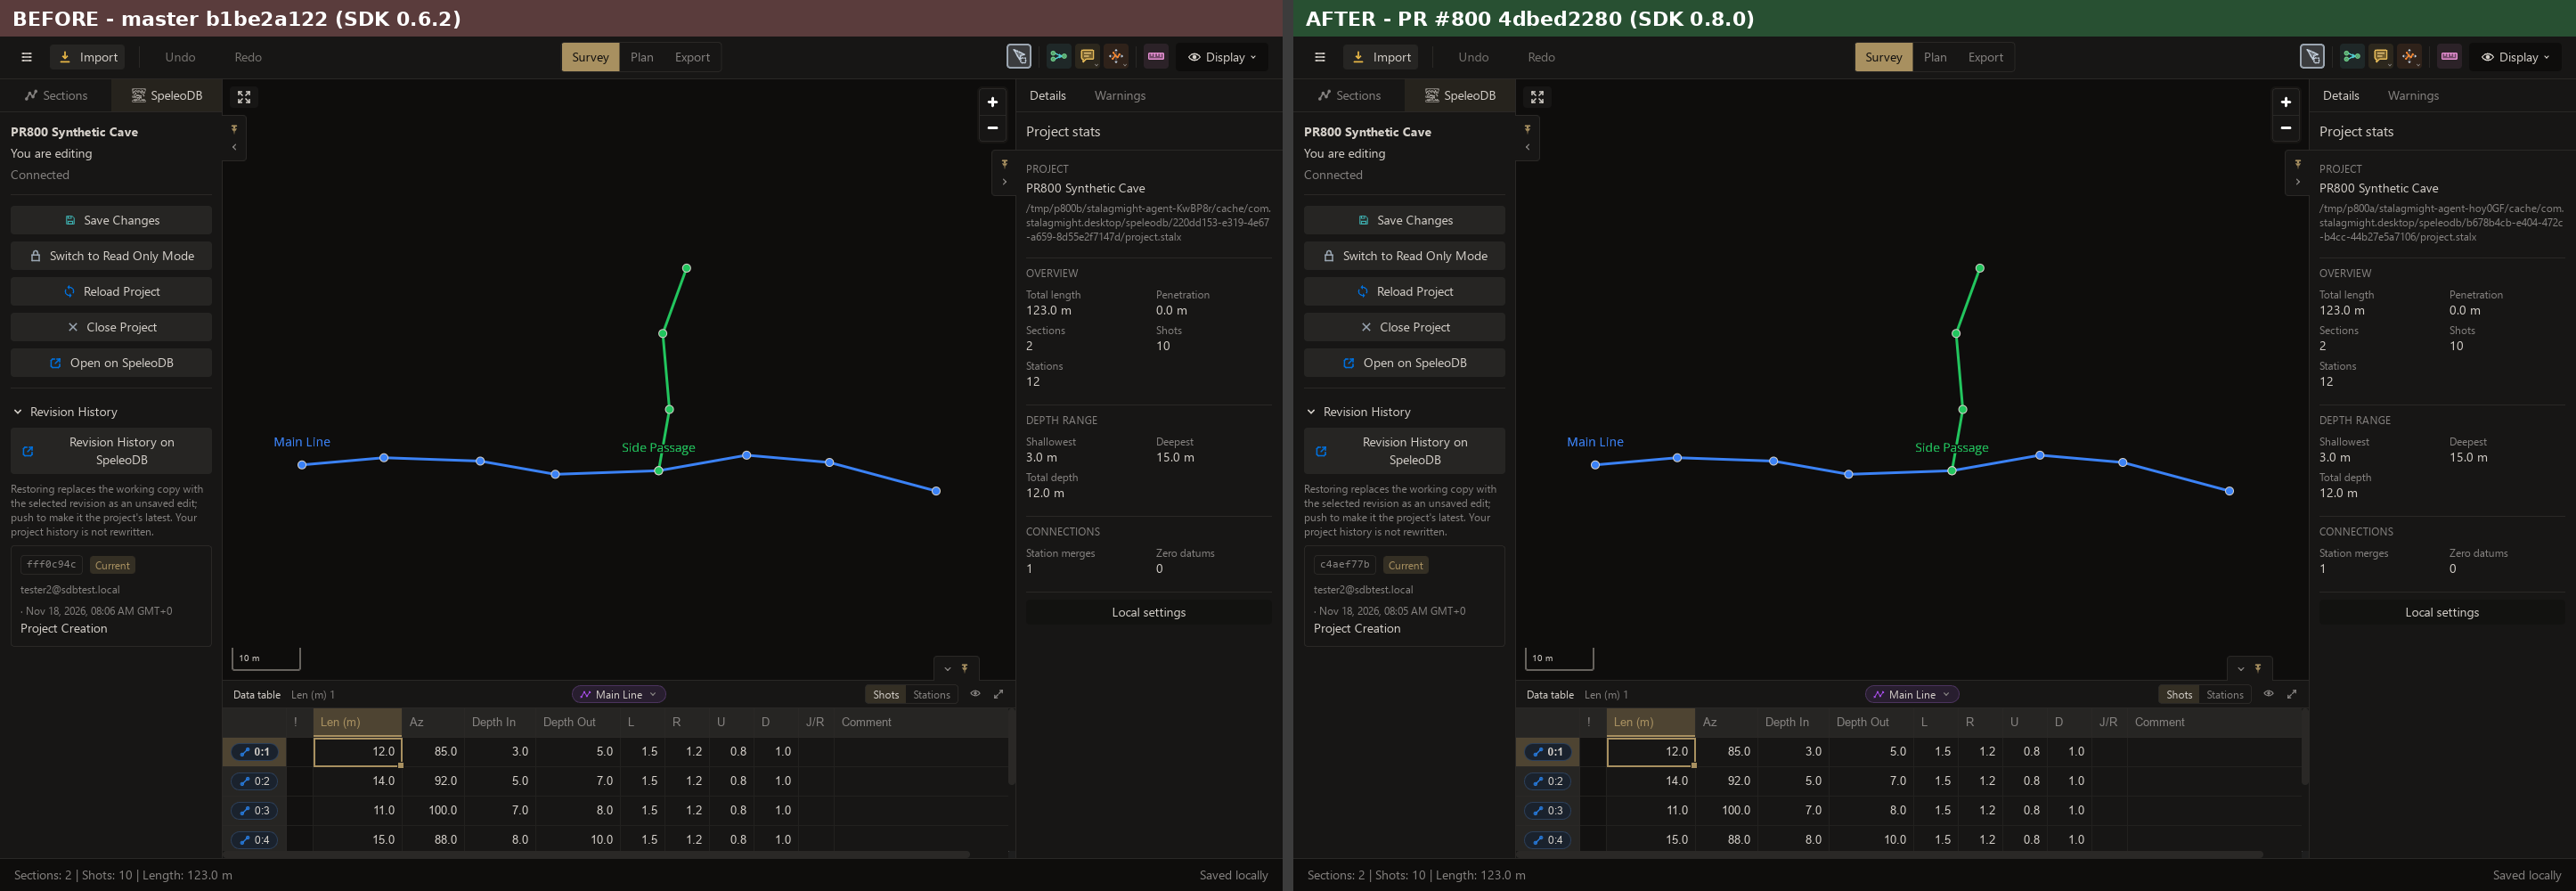 BEFORE - master b1be2a122 (SDK 0.6.2)
Import Undo Redo Survey Plan Export Display
Sections SpeleoDB
PR800 Synthetic Cave
You are editing
Connected
Save Changes
Switch to Read Only Mode
Reload Project
Close Project
Open on SpeleoDB
Revision History
Revision History on
SpeleoDB
Restoring replaces the working copy with
the selected revision as an unsaved edit;
push to make it the project's latest. Your
project history is not rewritten.
fff0c94c Current
tester2@sdbtest.local
· Nov 18, 2026, 08:06 AM GMT+0
Project Creation
Main Line
Side Passage
10 m
Details Warnings
Project stats
PROJECT
PR800 Synthetic Cave
/tmp/p800b/stalagmight-agent-KwBP8r/cache/com.
stalagmight.desktop/speleodb/220dd153-e319-4e67
-a659-8d55e2f7147d/project.stalx
OVERVIEW
Total length Penetration
123.0 m 0.0 m
Sections Shots
2 10
Stations
12
DEPTH RANGE
Shallowest Deepest
3.0 m 15.0 m
Total depth
12.0 m
CONNECTIONS
Station merges Zero datums
1 0
Local settings
Data table Len (m) 1 Main Line Shots Stations
! Len (m) Az Depth In Depth Out L R U D J/R Comment
0:1 12.0 85.0 3.0 5.0 1.5 1.2 0.8 1.0
0:2 14.0 92.0 5.0 7.0 1.5 1.2 0.8 1.0
0:3 11.0 100.0 7.0 8.0 1.5 1.2 0.8 1.0
0:4 15.0 88.0 8.0 10.0 1.5 1.2 0.8 1.0
Sections: 2 | Shots: 10 | Length: 123.0 m Saved locally
AFTER - PR #800 4dbed2280 (SDK 0.8.0)
Import Undo Redo Survey Plan Export Display
Sections SpeleoDB
PR800 Synthetic Cave
You are editing
Connected
Save Changes
Switch to Read Only Mode
Reload Project
Close Project
Open on SpeleoDB
Revision History
Revision History on
SpeleoDB
Restoring replaces the working copy with
the selected revision as an unsaved edit;
push to make it the project's latest. Your
project history is not rewritten.
c4aef77b Current
tester2@sdbtest.local
· Nov 18, 2026, 08:05 AM GMT+0
Project Creation
Main Line
Side Passage
10 m
Details Warnings
Project stats
PROJECT
PR800 Synthetic Cave
/tmp/p800a/stalagmight-agent-hoy0GF/cache/com.
stalagmight.desktop/speleodb/b678b4cb-e404-472c
-b4cc-44b27e5a7106/project.stalx
OVERVIEW
Total length Penetration
123.0 m 0.0 m
Sections Shots
2 10
Stations
12
DEPTH RANGE
Shallowest Deepest
3.0 m 15.0 m
Total depth
12.0 m
CONNECTIONS
Station merges Zero datums
1 0
Local settings
Data table Len (m) 1 Main Line Shots Stations
! Len (m) Az Depth In Depth Out L R U D J/R Comment
0:1 12.0 85.0 3.0 5.0 1.5 1.2 0.8 1.0
0:2 14.0 92.0 5.0 7.0 1.5 1.2 0.8 1.0
0:3 11.0 100.0 7.0 8.0 1.5 1.2 0.8 1.0
0:4 15.0 88.0 8.0 10.0 1.5 1.2 0.8 1.0
Sections: 2 | Shots: 10 | Length: 123.0 m Saved locally